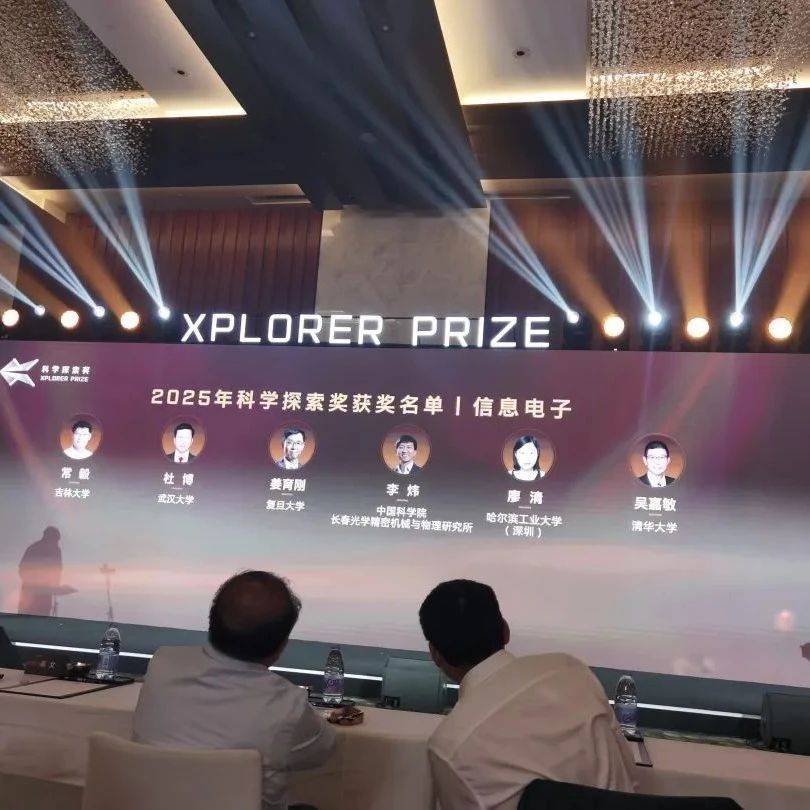 XPLORER PRIZE
科学探索奖
XPLORER PRIZE
2025年科学探索奖获奖名单丨信息电子
常毅
吉林大学
杜博
武汉大学
姜育刚
复旦大学
李炜
中国科学院
长春光学精密机械与物理研究所
廖清
哈尔滨工业大学
（深圳）
吴嘉敏
清华大学